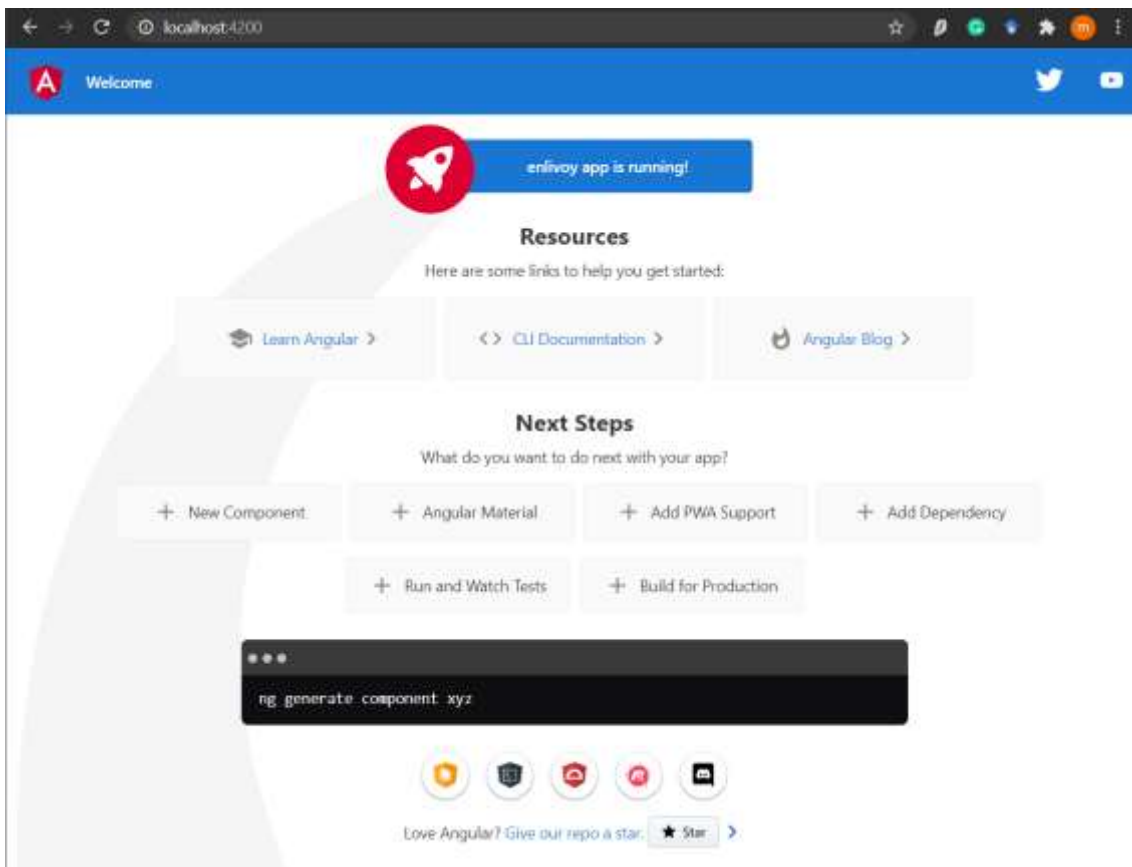 localhost:4200
m
A Welcome
enlivoy app is running!
Resources
Here are some links to help you get started:
Learn Angular >
<> CLI Documentation >
Angular Blog >
Next Steps
What do you want to do next with your app?
+ New Component
+ Angular Material
+ Add PWA Support
+ Add Dependency
+ Run and Watch Tests
+ Build for Production
ng generate component xyz
Love Angular? Give our repo a star. ★ Star >